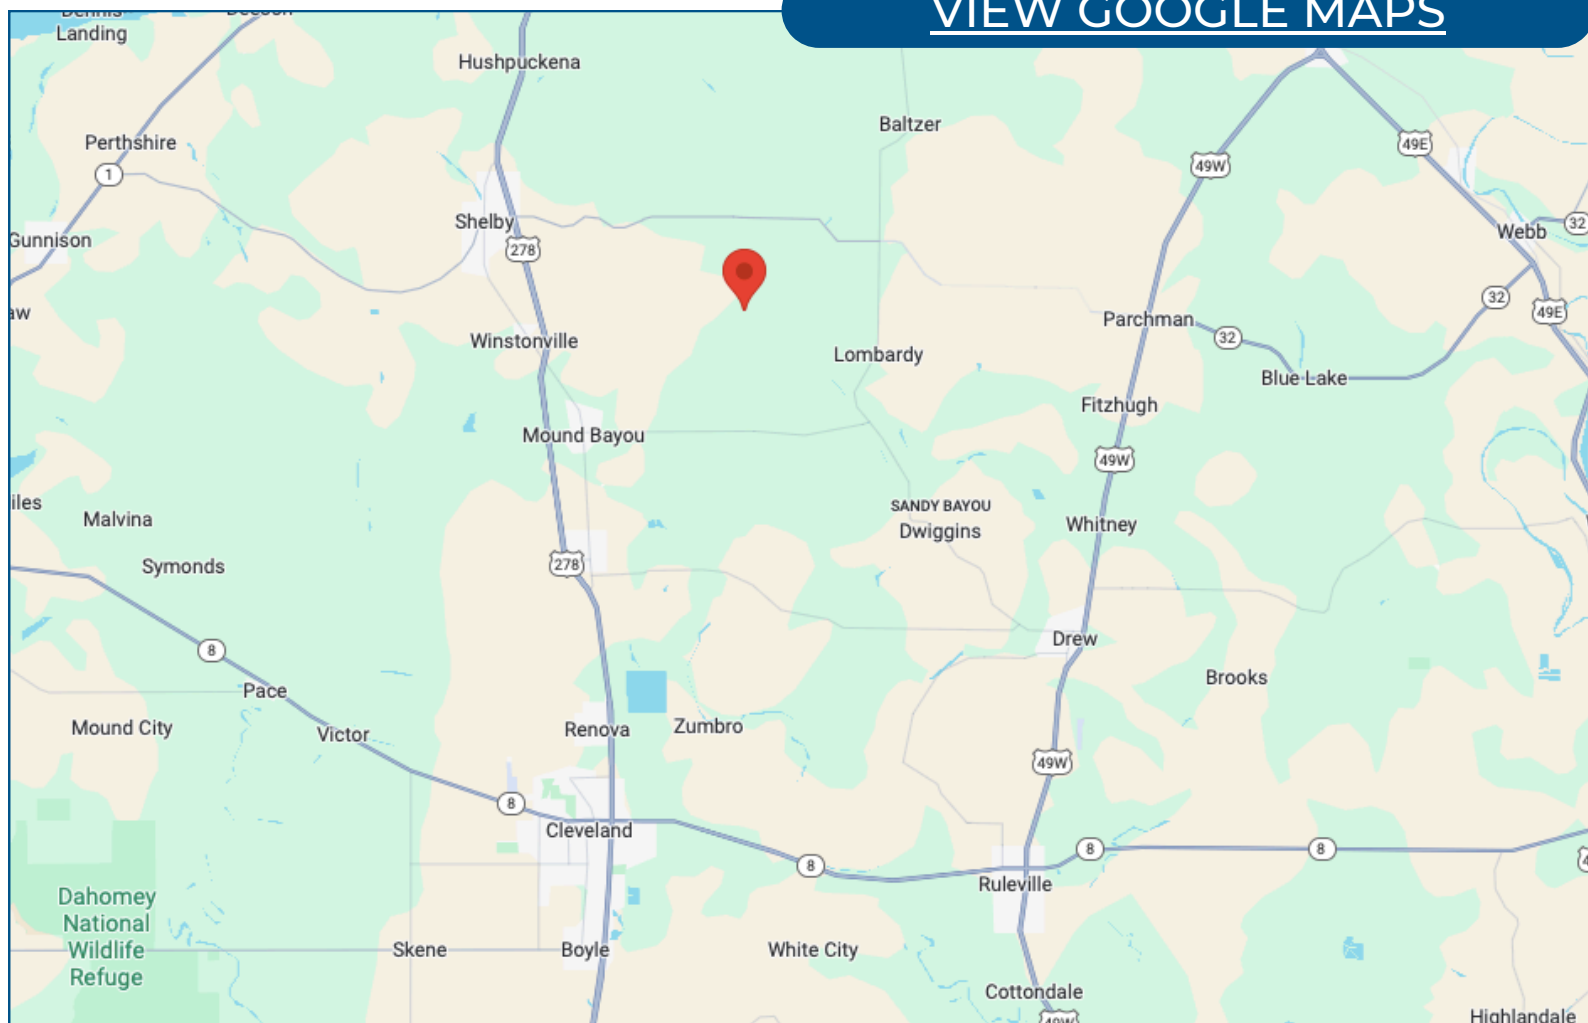 VIEW GOOGLE MAPS
Dennis
Landing
Hushpuckena
Baltzer
Perthshire
1
49W
49E
Shelby
Gunnison
278
Webb
32
32
49E
Parchman
32
Winstonville
Lombardy
Blue Lake
Fitzhugh
Mound Bayou
49W
SANDY BAYOU
Dwiggins
Whitney
Malvina
Symonds
278
8
Drew
Brooks
Pace
Mound City
Victor
Renova
Zumbro
49W
8
Cleveland
8
8
8
Ruleville
Dahomey
National
Wildlife
Refuge
Skene
Boyle
White City
Cottondale
49W
Highlandale